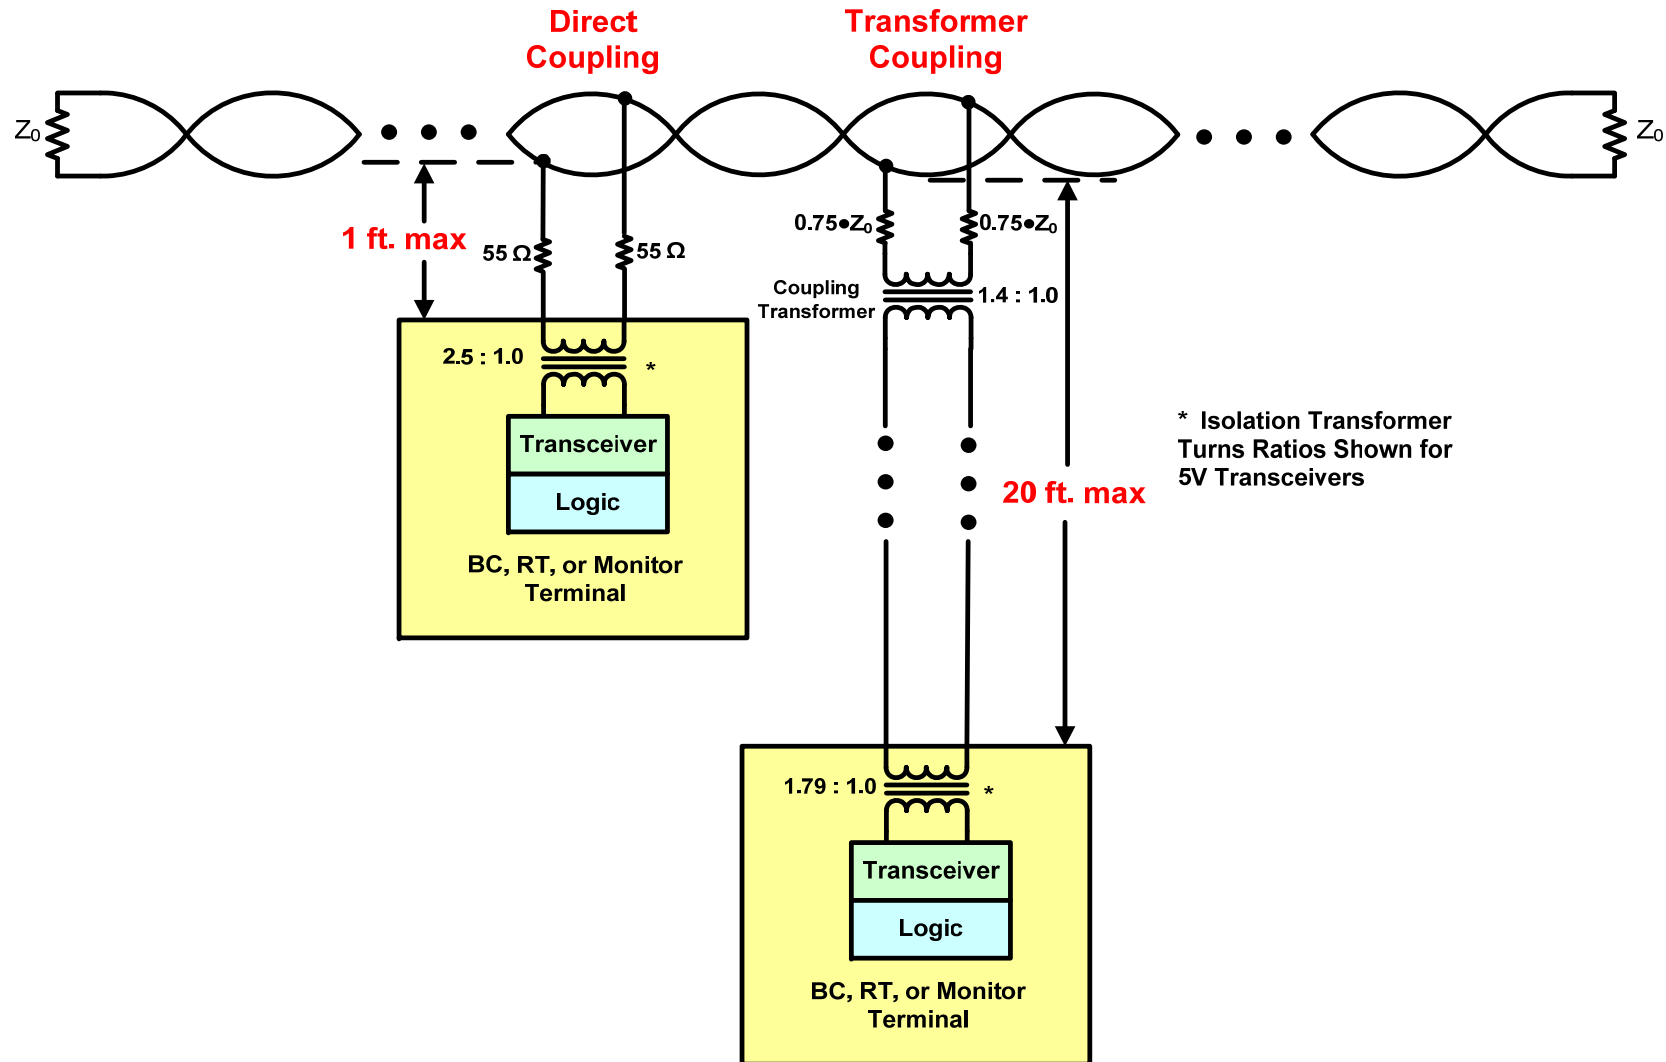 Direct
Coupling
Transformer
Coupling
Z₀
Z₀
1 ft. max
55 Ω
55 Ω
0.75•Z₀
0.75•Z₀
Coupling
Transformer
1.4 : 1.0
2.5 : 1.0
*
Transceiver
Logic
BC, RT, or Monitor
Terminal
* Isolation Transformer
Turns Ratios Shown for
5V Transceivers
20 ft. max
1.79 : 1.0
*
Transceiver
Logic
BC, RT, or Monitor
Terminal